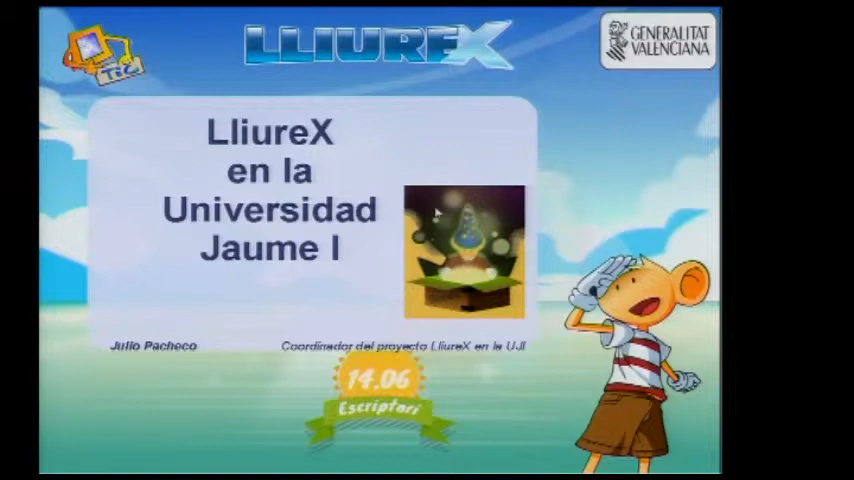 TiC
LLIUREX
GENERALITAT
VALENCIANA
LliureX
en la
Universidad
Jaume I
Julio Pacheco
Coordinador del proyecto LliureX en la UJI
14.06
Escriptori